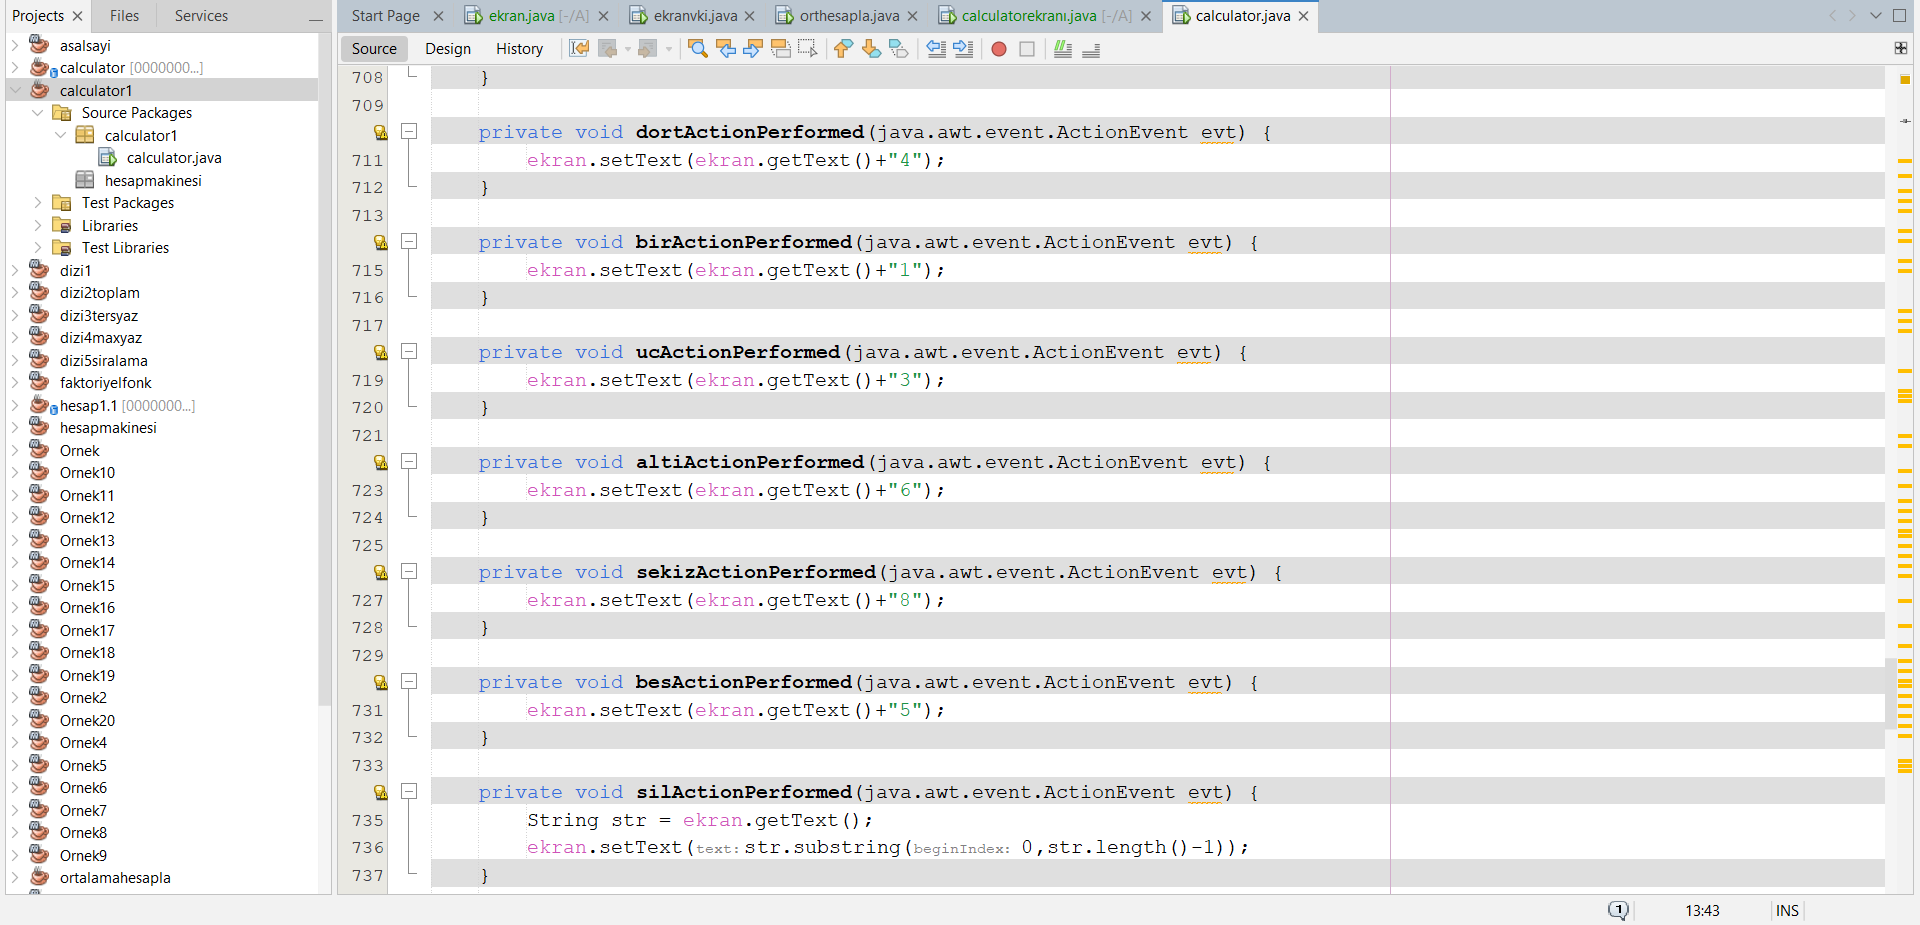 Projects
Files
Services
asalsayi
calculator [0000000...]
calculator1
Source Packages
calculator1
calculator.java
hesapmakinesi
Test Packages
Libraries
Test Libraries
dizi1
dizi2toplam
dizi3tersyaz
dizi4maxyaz
dizi5siralama
faktoriyelfonk
hesap1.1 [0000000...]
hesapmakinesi
Ornek
Ornek10
Ornek11
Ornek12
Ornek13
Ornek14
Ornek15
Ornek16
Ornek17
Ornek18
Ornek19
Ornek2
Ornek20
Ornek4
Ornek5
Ornek6
Ornek7
Ornek8
Ornek9
ortalamahesapla
Start Page
ekran.java [-/A]
ekranvki.java
orthesapla.java
calculatorekranı.java [-/A]
calculator.java
Source
Design
History
708 }
709
private void dortActionPerformed(java.awt.event.ActionEvent evt) {
711 ekran.setText(ekran.getText()+"4");
712 }
713
private void birActionPerformed(java.awt.event.ActionEvent evt) {
715 ekran.setText(ekran.getText()+"1");
716 }
717
private void ucActionPerformed(java.awt.event.ActionEvent evt) {
719 ekran.setText(ekran.getText()+"3");
720 }
721
private void altiActionPerformed(java.awt.event.ActionEvent evt) {
723 ekran.setText(ekran.getText()+"6");
724 }
725
private void sekizActionPerformed(java.awt.event.ActionEvent evt) {
727 ekran.setText(ekran.getText()+"8");
728 }
729
private void besActionPerformed(java.awt.event.ActionEvent evt) {
731 ekran.setText(ekran.getText()+"5");
732 }
733
private void silActionPerformed(java.awt.event.ActionEvent evt) {
735 String str = ekran.getText();
736 ekran.setText(text: str.substring(beginIndex: 0,str.length()-1));
737 }
1
13:43
INS